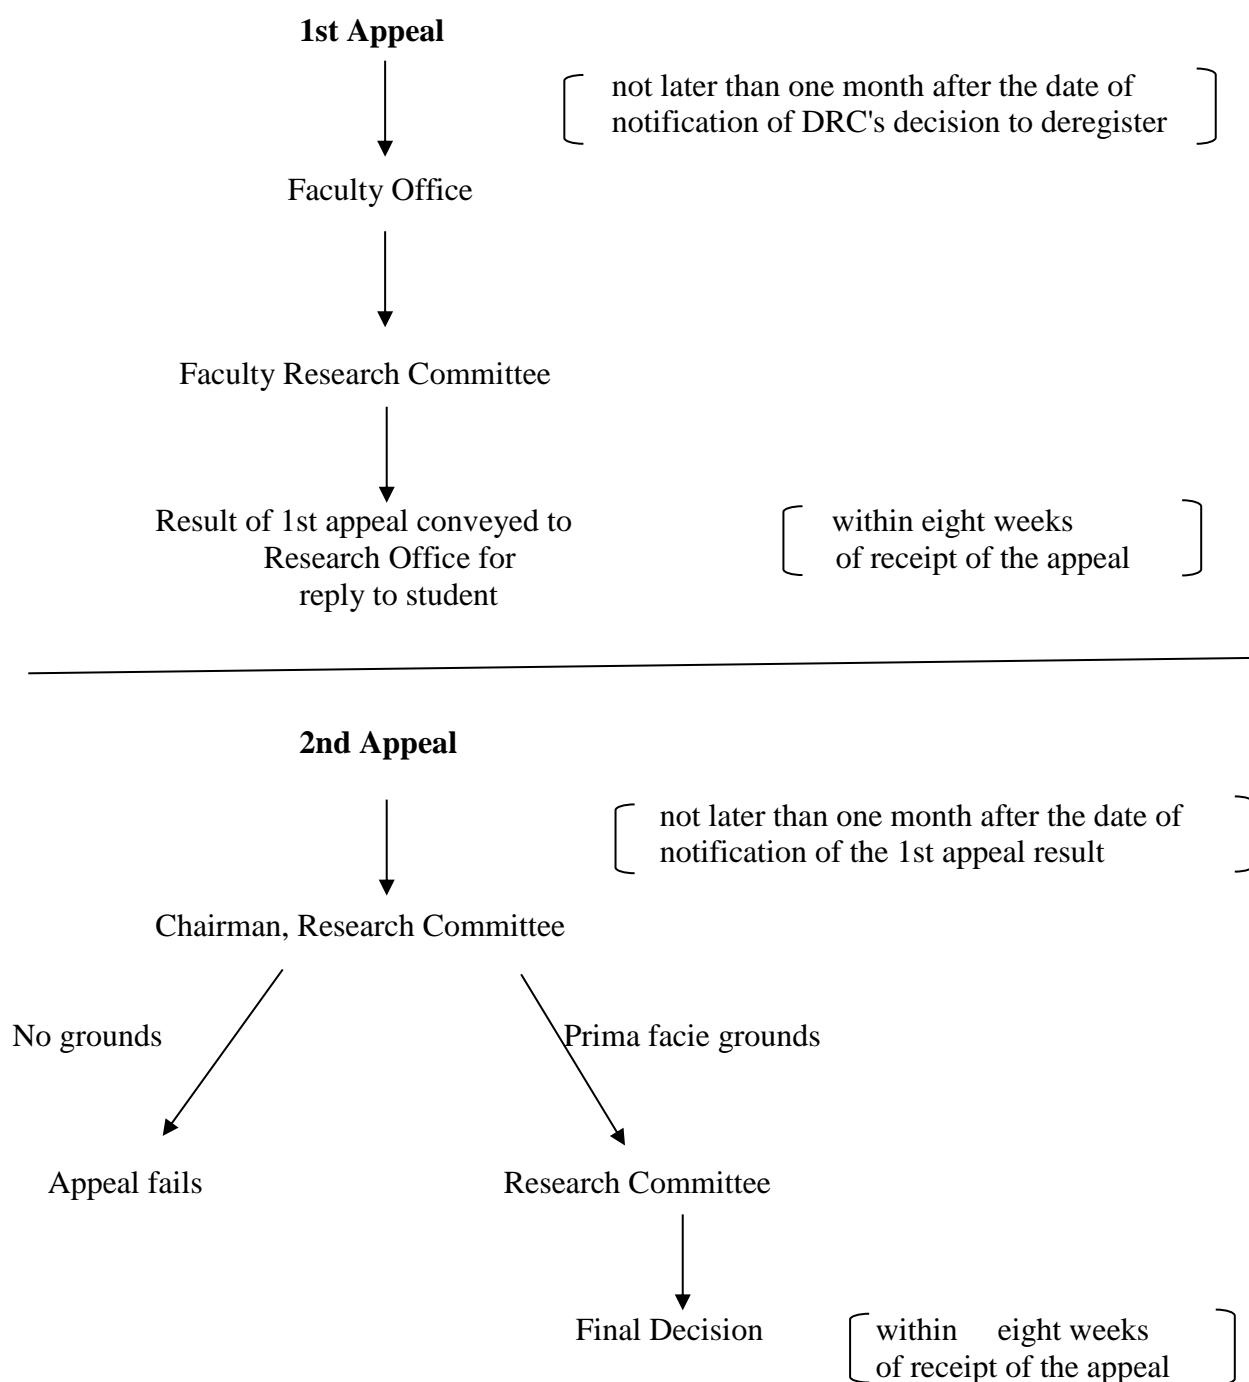 1st Appeal
not later than one month after the date of
notification of DRC's decision to deregister
Faculty Office
Faculty Research Committee
Result of 1st appeal conveyed to
Research Office for
reply to student
within eight weeks
of receipt of the appeal
2nd Appeal
not later than one month after the date of
notification of the 1st appeal result
Chairman, Research Committee
No grounds
Prima facie grounds
Appeal fails
Research Committee
Final Decision
within eight weeks
of receipt of the appeal